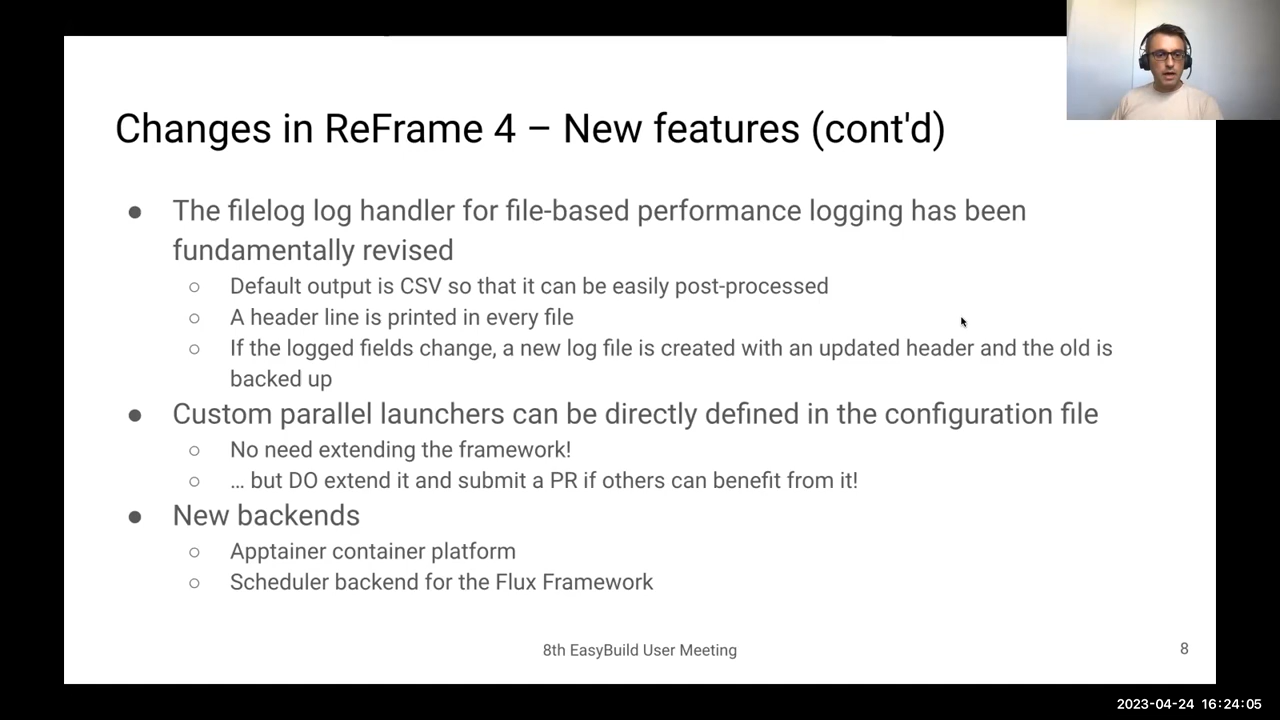 Changes in ReFrame 4 – New features (cont'd)
● The filelog log handler for file-based performance logging has been
fundamentally revised
○ Default output is CSV so that it can be easily post-processed
○ A header line is printed in every file
○ If the logged fields change, a new log file is created with an updated header and the old is
backed up
● Custom parallel launchers can be directly defined in the configuration file
○ No need extending the framework!
○ … but DO extend it and submit a PR if others can benefit from it!
● New backends
○ Apptainer container platform
○ Scheduler backend for the Flux Framework
8th EasyBuild User Meeting
8
2023-04-24 16:24:05